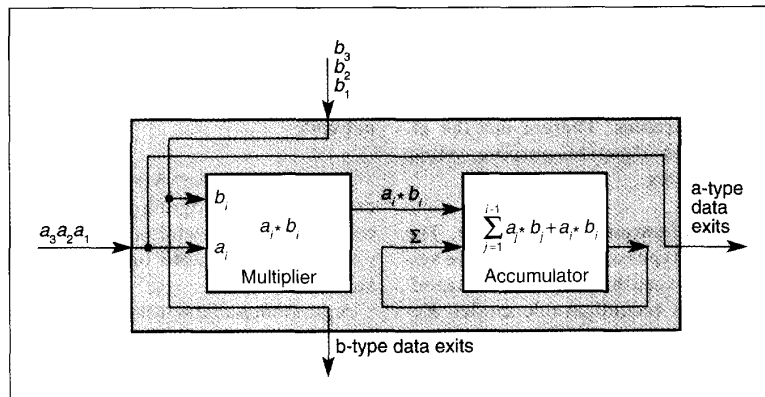 b₃
b₂
b₁
a₃a₂a₁
bᵢ
aᵢ * bᵢ
aᵢ
Multiplier
aᵢ * bᵢ
Σ
i-1
Σ aⱼ * bⱼ + aᵢ * bᵢ
j=1
Accumulator
a-type
data
exits
b-type data exits